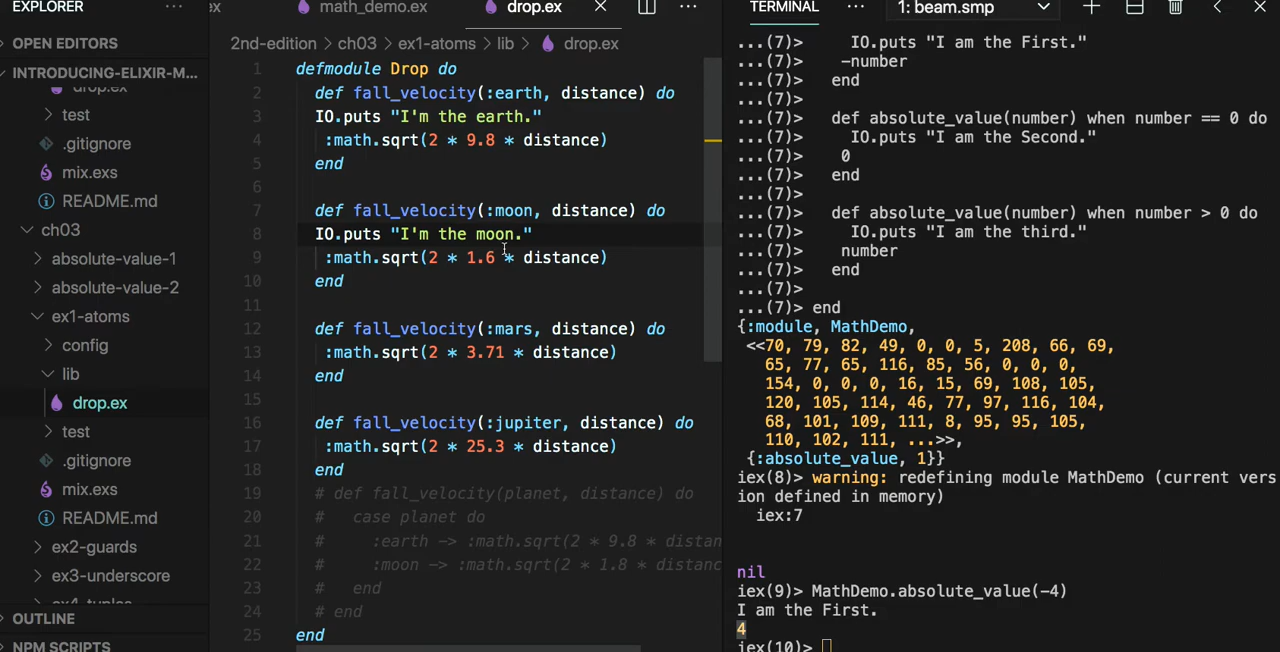 EXPLORER ...
OPEN EDITORS
INTRODUCING-ELIXIR-M...
drop.ex
test
.gitignore
mix.exs
README.md
ch03
absolute-value-1
absolute-value-2
ex1-atoms
config
lib
drop.ex
test
.gitignore
mix.exs
README.md
ex2-guards
ex3-underscore
ex4-tuples
OUTLINE
NPM SCRIPTS
ex math_demo.ex drop.ex ...
2nd-edition > ch03 > ex1-atoms > lib > drop.ex
1 defmodule Drop do
2 def fall_velocity(:earth, distance) do
3 IO.puts "I'm the earth."
4 :math.sqrt(2 * 9.8 * distance)
5 end
6
7 def fall_velocity(:moon, distance) do
8 IO.puts "I'm the moon."
9 :math.sqrt(2 * 1.6 * distance)
10 end
11
12 def fall_velocity(:mars, distance) do
13 :math.sqrt(2 * 3.71 * distance)
14 end
15
16 def fall_velocity(:jupiter, distance) do
17 :math.sqrt(2 * 25.3 * distance)
18 end
19 # def fall_velocity(planet, distance) do
20 # case planet do
21 # :earth -> :math.sqrt(2 * 9.8 * distan
22 # :moon -> :math.sqrt(2 * 1.8 * distanc
23 # end
24 # end
25 end
TERMINAL ... 1: beam.smp
...(7)> IO.puts "I am the First."
...(7)> -number
...(7)> end
...(7)>
...(7)> def absolute_value(number) when number == 0 do
...(7)> IO.puts "I am the Second."
...(7)> 0
...(7)> end
...(7)>
...(7)> def absolute_value(number) when number > 0 do
...(7)> IO.puts "I am the third."
...(7)> number
...(7)> end
...(7)>
...(7)> end
{:module, MathDemo,
<<70, 79, 82, 49, 0, 0, 5, 208, 66, 69,
65, 77, 65, 116, 85, 56, 0, 0, 0,
154, 0, 0, 0, 16, 15, 69, 108, 105,
120, 105, 114, 46, 77, 97, 116, 104,
68, 101, 109, 111, 8, 95, 95, 105,
110, 102, 111, ...>>,
{:absolute_value, 1}}
iex(8)> warning: redefining module MathDemo (current vers
ion defined in memory)
iex:7
nil
iex(9)> MathDemo.absolute_value(-4)
I am the First.
4
iex(10)>